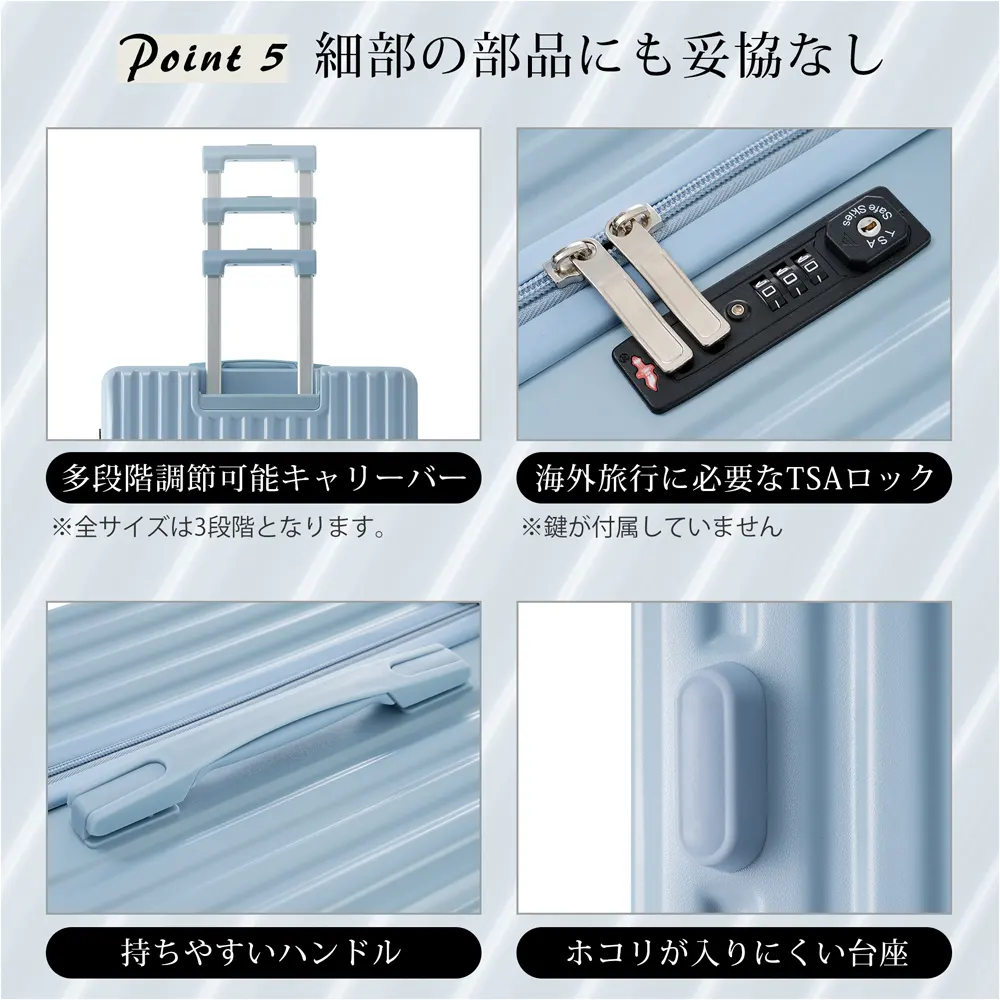 Point 5 細部の部品にも妥協なし
Safe Skies
TSA
000
多段階調節可能キャリーバー
※全サイズは3段階となります。
海外旅行に必要なTSAロック
※鍵が付属していません
持ちやすいハンドル
ホコリが入りにくい台座